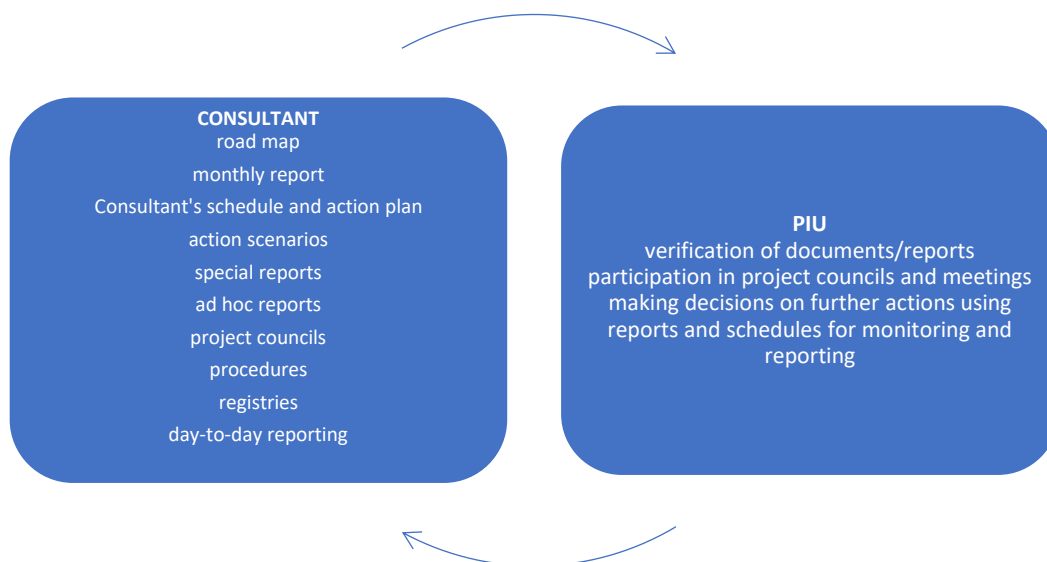 CONSULTANT
road map
monthly report
Consultant's schedule and action plan
action scenarios
special reports
ad hoc reports
project councils
procedures
registries
day-to-day reporting
PIU
verification of documents/reports
participation in project councils and meetings
making decisions on further actions using
reports and schedules for monitoring and
reporting